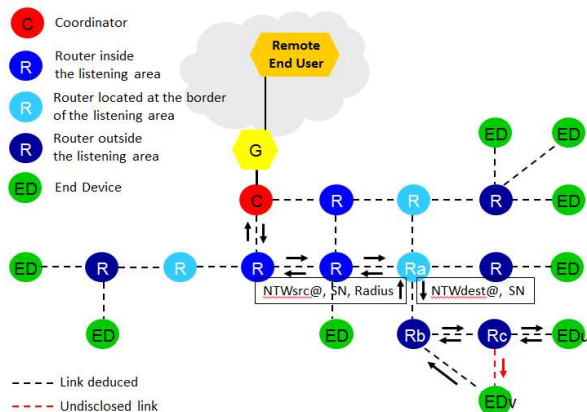 C
Coordinator
R
Router inside
the listening area
R
Router located at the border
of the listening area
R
Router outside
the listening area
ED
End Device
Remote
End User
G
ED
ED
C
R
R
R
ED
ED
R
R
R
R
Ra
R
ED
NTWsrc@, SN, Radius
NTWdest@, SN
ED
ED
Rb
Rc
EDu
EDv
Link deduced
Undisclosed link